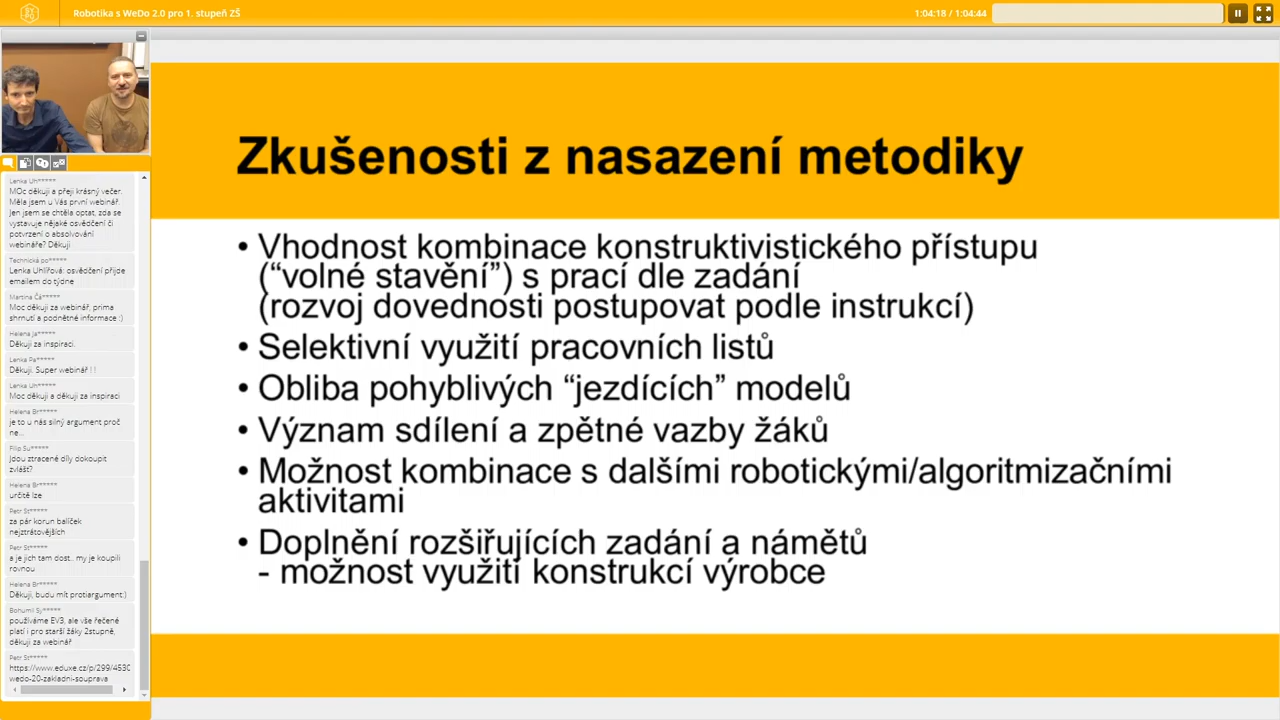 Robotika s WeDo 2.0 pro 1. stupeň ZŠ
1:04:18 / 1:04:44
Zkušenosti z nasazení metodiky
• Vhodnost kombinace konstruktivistického přístupu
(“volné stavění”) s prací dle zadání
(rozvoj dovednosti postupovat podle instrukcí)
• Selektivní využití pracovních listů
• Obliba pohyblivých “jezdících” modelů
• Význam sdílení a zpětné vazby žáků
• Možnost kombinace s dalšími robotickými/algoritmizačními
aktivitami
• Doplnění rozšiřujících zadání a námětů
- možnost využití konstrukcí výrobce
Lenka Uh*****
MOc děkuji a přeji krásný večer.
Měla jsem u Vás první webinář.
Jen jsem se chtěla optat, zda se
vystavuje nějaké osvědčení či
potvrzení o absolvování
webináře? Děkuji
Technická po*****
Lenka Uhlířová: osvědčení přijde
emailem do týdne
Martina Čá*****
Moc děkuji za webinář, prima
shrnutí a podnětné informace :)
Helena Ja*****
Děkuji za inspiraci.
Lenka Pa*****
Děkuji. Super webinář ! !
Lenka Un*****
Moc děkuji a děkuji za inspiraci
Helena Br*****
je to u nás silný argument proč
ne...
Filip Su*****
Jdou ztracené díly dokoupit
zvlášť?
Helena Br*****
určitě lze
Petr St*****
za pár korun balíček
nejztrátovějších
Petr St*****
a je jich tam dost.. my je koupili
rovnou
Helena Br*****
Děkuji, budu mít protiargument:)
Bohumil Sy*****
používáme EV3, ale vše řečené
platí i pro starší žáky 2stupně,
děkuji za webinář
Petr St*****
https://www.eduxe.cz/p/299/4530
wedo-20-zakladni-souprava